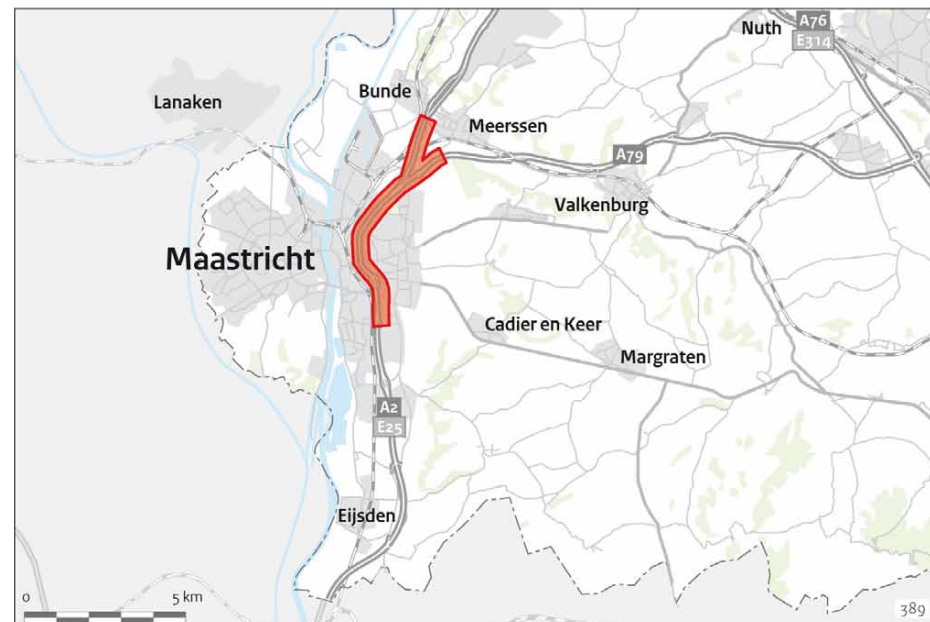 A76
Nuth
E314
Bunde
Lanaken
Meerssen
A79
Valkenburg
Maastricht
Cadier en Keer
Margraten
A2
E25
Eijsden
0 5 km
389